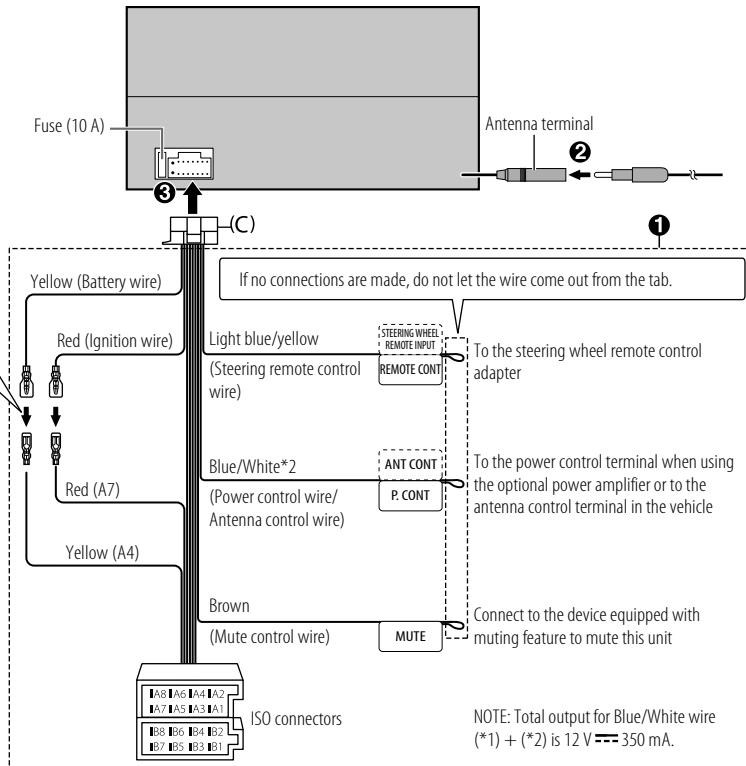 Fuse (10 A)
Antenna terminal
❷
❸
(C)
❶
Yellow (Battery wire)
If no connections are made, do not let the wire come out from the tab.
Red (Ignition wire)
Light blue/yellow
(Steering remote control
wire)
STEERING WHEEL
REMOTE INPUT
REMOTE CONT
To the steering wheel remote control
adapter
Blue/White*2
(Power control wire/
Antenna control wire)
ANT CONT
P. CONT
To the power control terminal when using
the optional power amplifier or to the
antenna control terminal in the vehicle
Red (A7)
Yellow (A4)
Brown
(Mute control wire)
MUTE
Connect to the device equipped with
muting feature to mute this unit
A8 A6 A4 A2
A7 A5 A3 A1
B8 B6 B4 B2
B7 B5 B3 B1
ISO connectors
NOTE: Total output for Blue/White wire
(*1) + (*2) is 12 V ⎓ 350 mA.